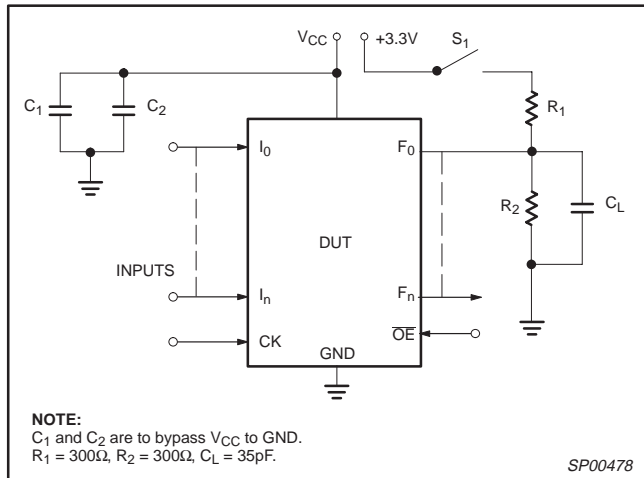 V_CC
+3.3V
S_1
C_1
C_2
R_1
I_0
F_0
R_2
C_L
DUT
INPUTS
I_n
F_n
CK
OE
GND
NOTE:
C_1 and C_2 are to bypass V_CC to GND.
R_1 = 300Ω, R_2 = 300Ω, C_L = 35pF.
SP00478